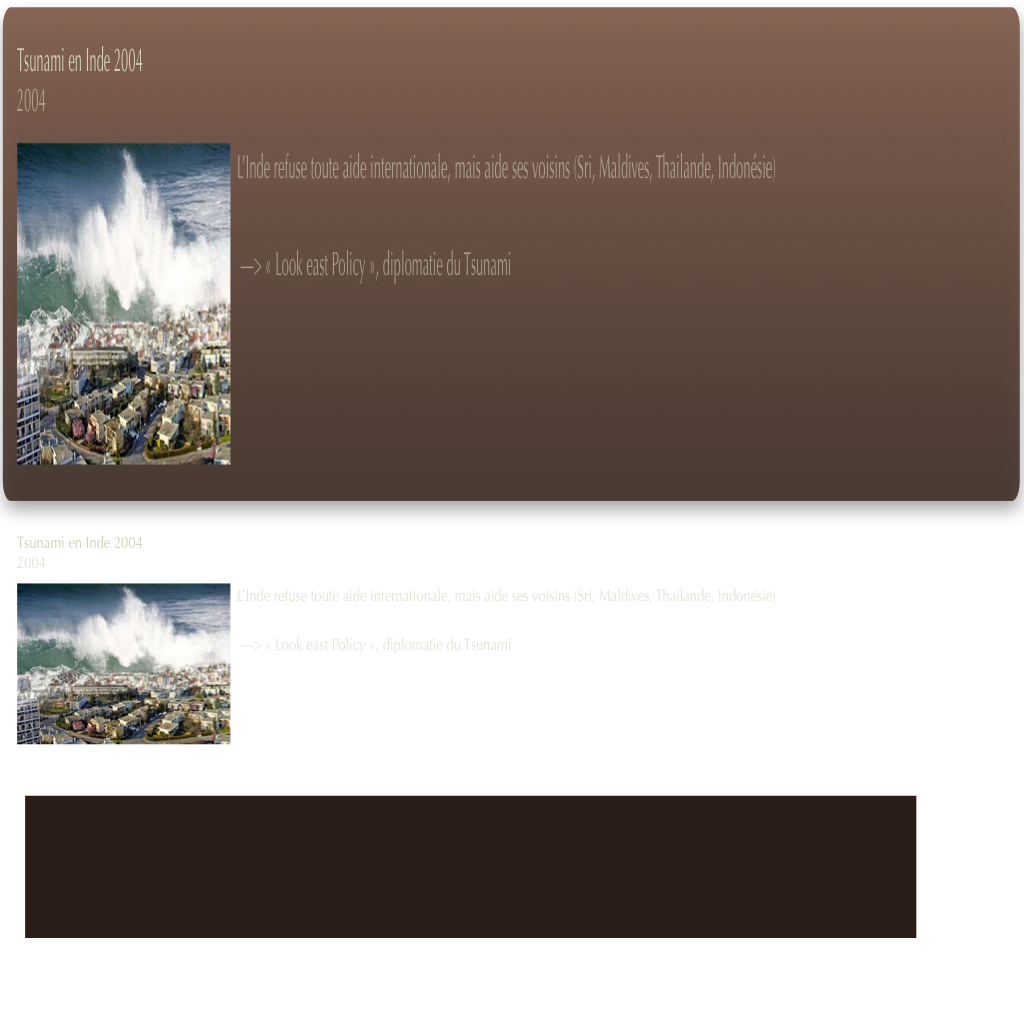 Tsunami en Inde 2004
2004
L’Inde refuse toute aide internationale, mais aide ses voisins (Sri, Maldives, Thailande, Indonésie)
—> « Look east Policy », diplomatie du Tsunami
Tsunami en Inde 2004
2004
L’Inde refuse toute aide internationale, mais aide ses voisins (Sri, Maldives, Thailande, Indonésie)
—> « Look east Policy », diplomatie du Tsunami